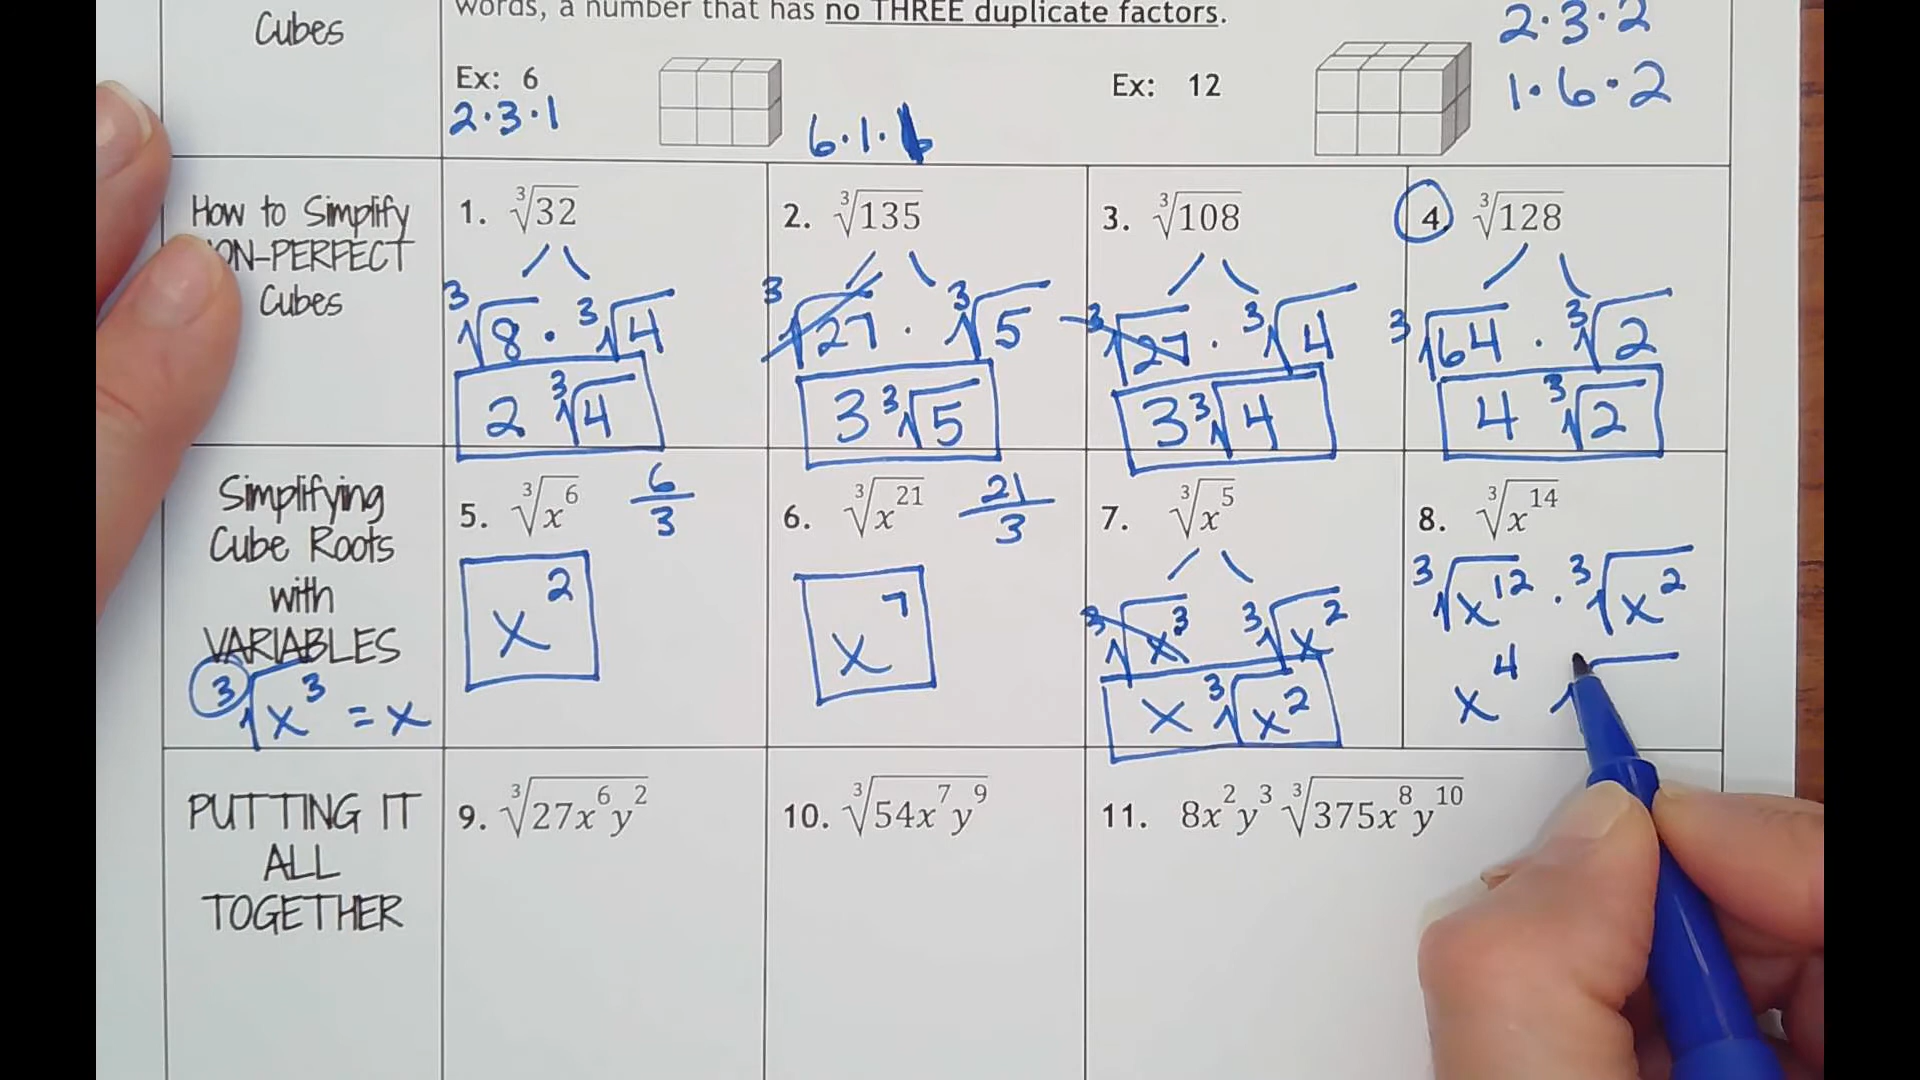 Cubes
words, a number that has no THREE duplicate factors.
Ex: 6
2·3·1
6·1·
Ex: 12
2·3·2
1·6·2
How to Simplify
ON-PERFECT
Cubes
1. ∛32
∛8 · ∛4
2 ∛4
2. ∛135
∛27 · ∛5
3 ∛5
3. ∛108
∛27 · ∛4
3 ∛4
4. ∛128
∛64 · ∛2
4 ∛2
Simplifying
Cube Roots
with
VARIABLES
∛x³ = x
5. ∛x⁶ 6/3
x²
6. ∛x²¹ 21/3
x⁷
7. ∛x⁵
∛x³ ∛x²
x ∛x²
8. ∛x¹⁴
∛x¹² · ∛x²
x⁴ √
PUTTING IT
ALL
TOGETHER
9. ∛27x⁶y²
10. ∛54x⁷y⁹
11. 8x²y³ ∛375x⁸y¹⁰